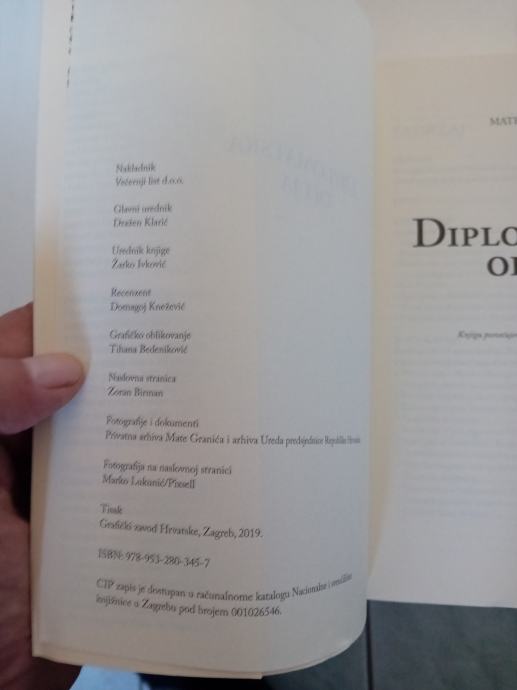 Nakladnik
Večernji list d.o.o.
Glavni urednik
Dražen Klarić
Urednik knjige
Žarko Ivković
Recenzent
Domagoj Knežević
Grafičko oblikovanje
Tihana Bedeniković
Naslovna stranica
Zoran Birman
Fotografije i dokumenti
Privatna arhiva Mate Granića i arhiva Ureda predsjednice Republike Hrvatske
Fotografija na naslovnoj stranici
Marko Lukunić/Pixsell
Tisak
Grafički zavod Hrvatske, Zagreb, 2019.
ISBN: 978-953-280-345-7
CIP zapis je dostupan u računalnome katalogu Nacionalne i sveučilišne
knjižnice u Zagrebu pod brojem 001026546.
MATE
DIPLO
Knjiga